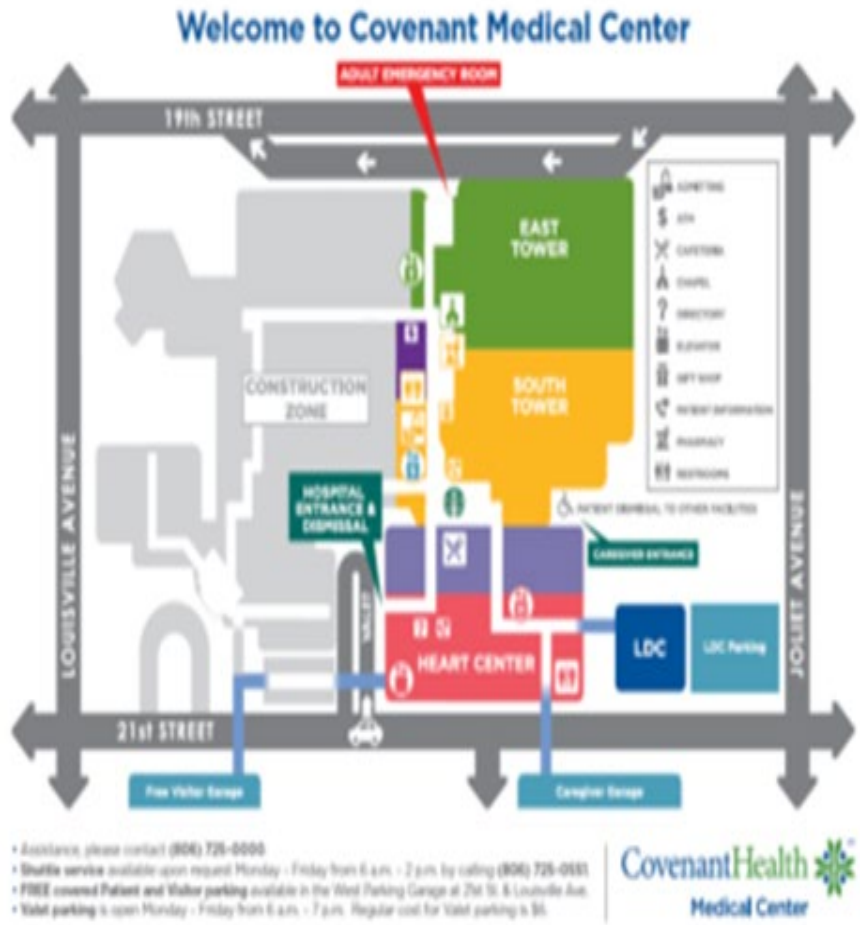 Welcome to Covenant Medical Center
ADULT EMERGENCY ROOM
19th STREET
ADMITTING
ATM
CAFETERIA
CHAPEL
DIRECTORY
ELEVATOR
GIFT SHOP
PATIENT INFORMATION
PHARMACY
RESTROOMS
EAST
TOWER
SOUTH
TOWER
CONSTRUCTION
ZONE
HOSPITAL
ENTRANCE &
DISMISSAL
PATIENT DISMISSAL TO OTHER FACILITIES
CAREGIVER ENTRANCE
LOUISVILLE AVENUE
JOLIET AVENUE
VALET
HEART CENTER
LDC
LDC Parking
21st STREET
Free Visitor Garage
Caregiver Garage
• Assistance, please contact (806) 725-0000
• Shuttle service available upon request Monday - Friday from 6 a.m. - 2 p.m. by calling (806) 725-0551.
• FREE covered Patient and Visitor parking available in the West Parking Garage at 21st St. & Louisville Ave.
• Valet parking is open Monday - Friday from 6 a.m. - 7 p.m. Regular cost for Valet parking is $6.
CovenantHealth
Medical Center